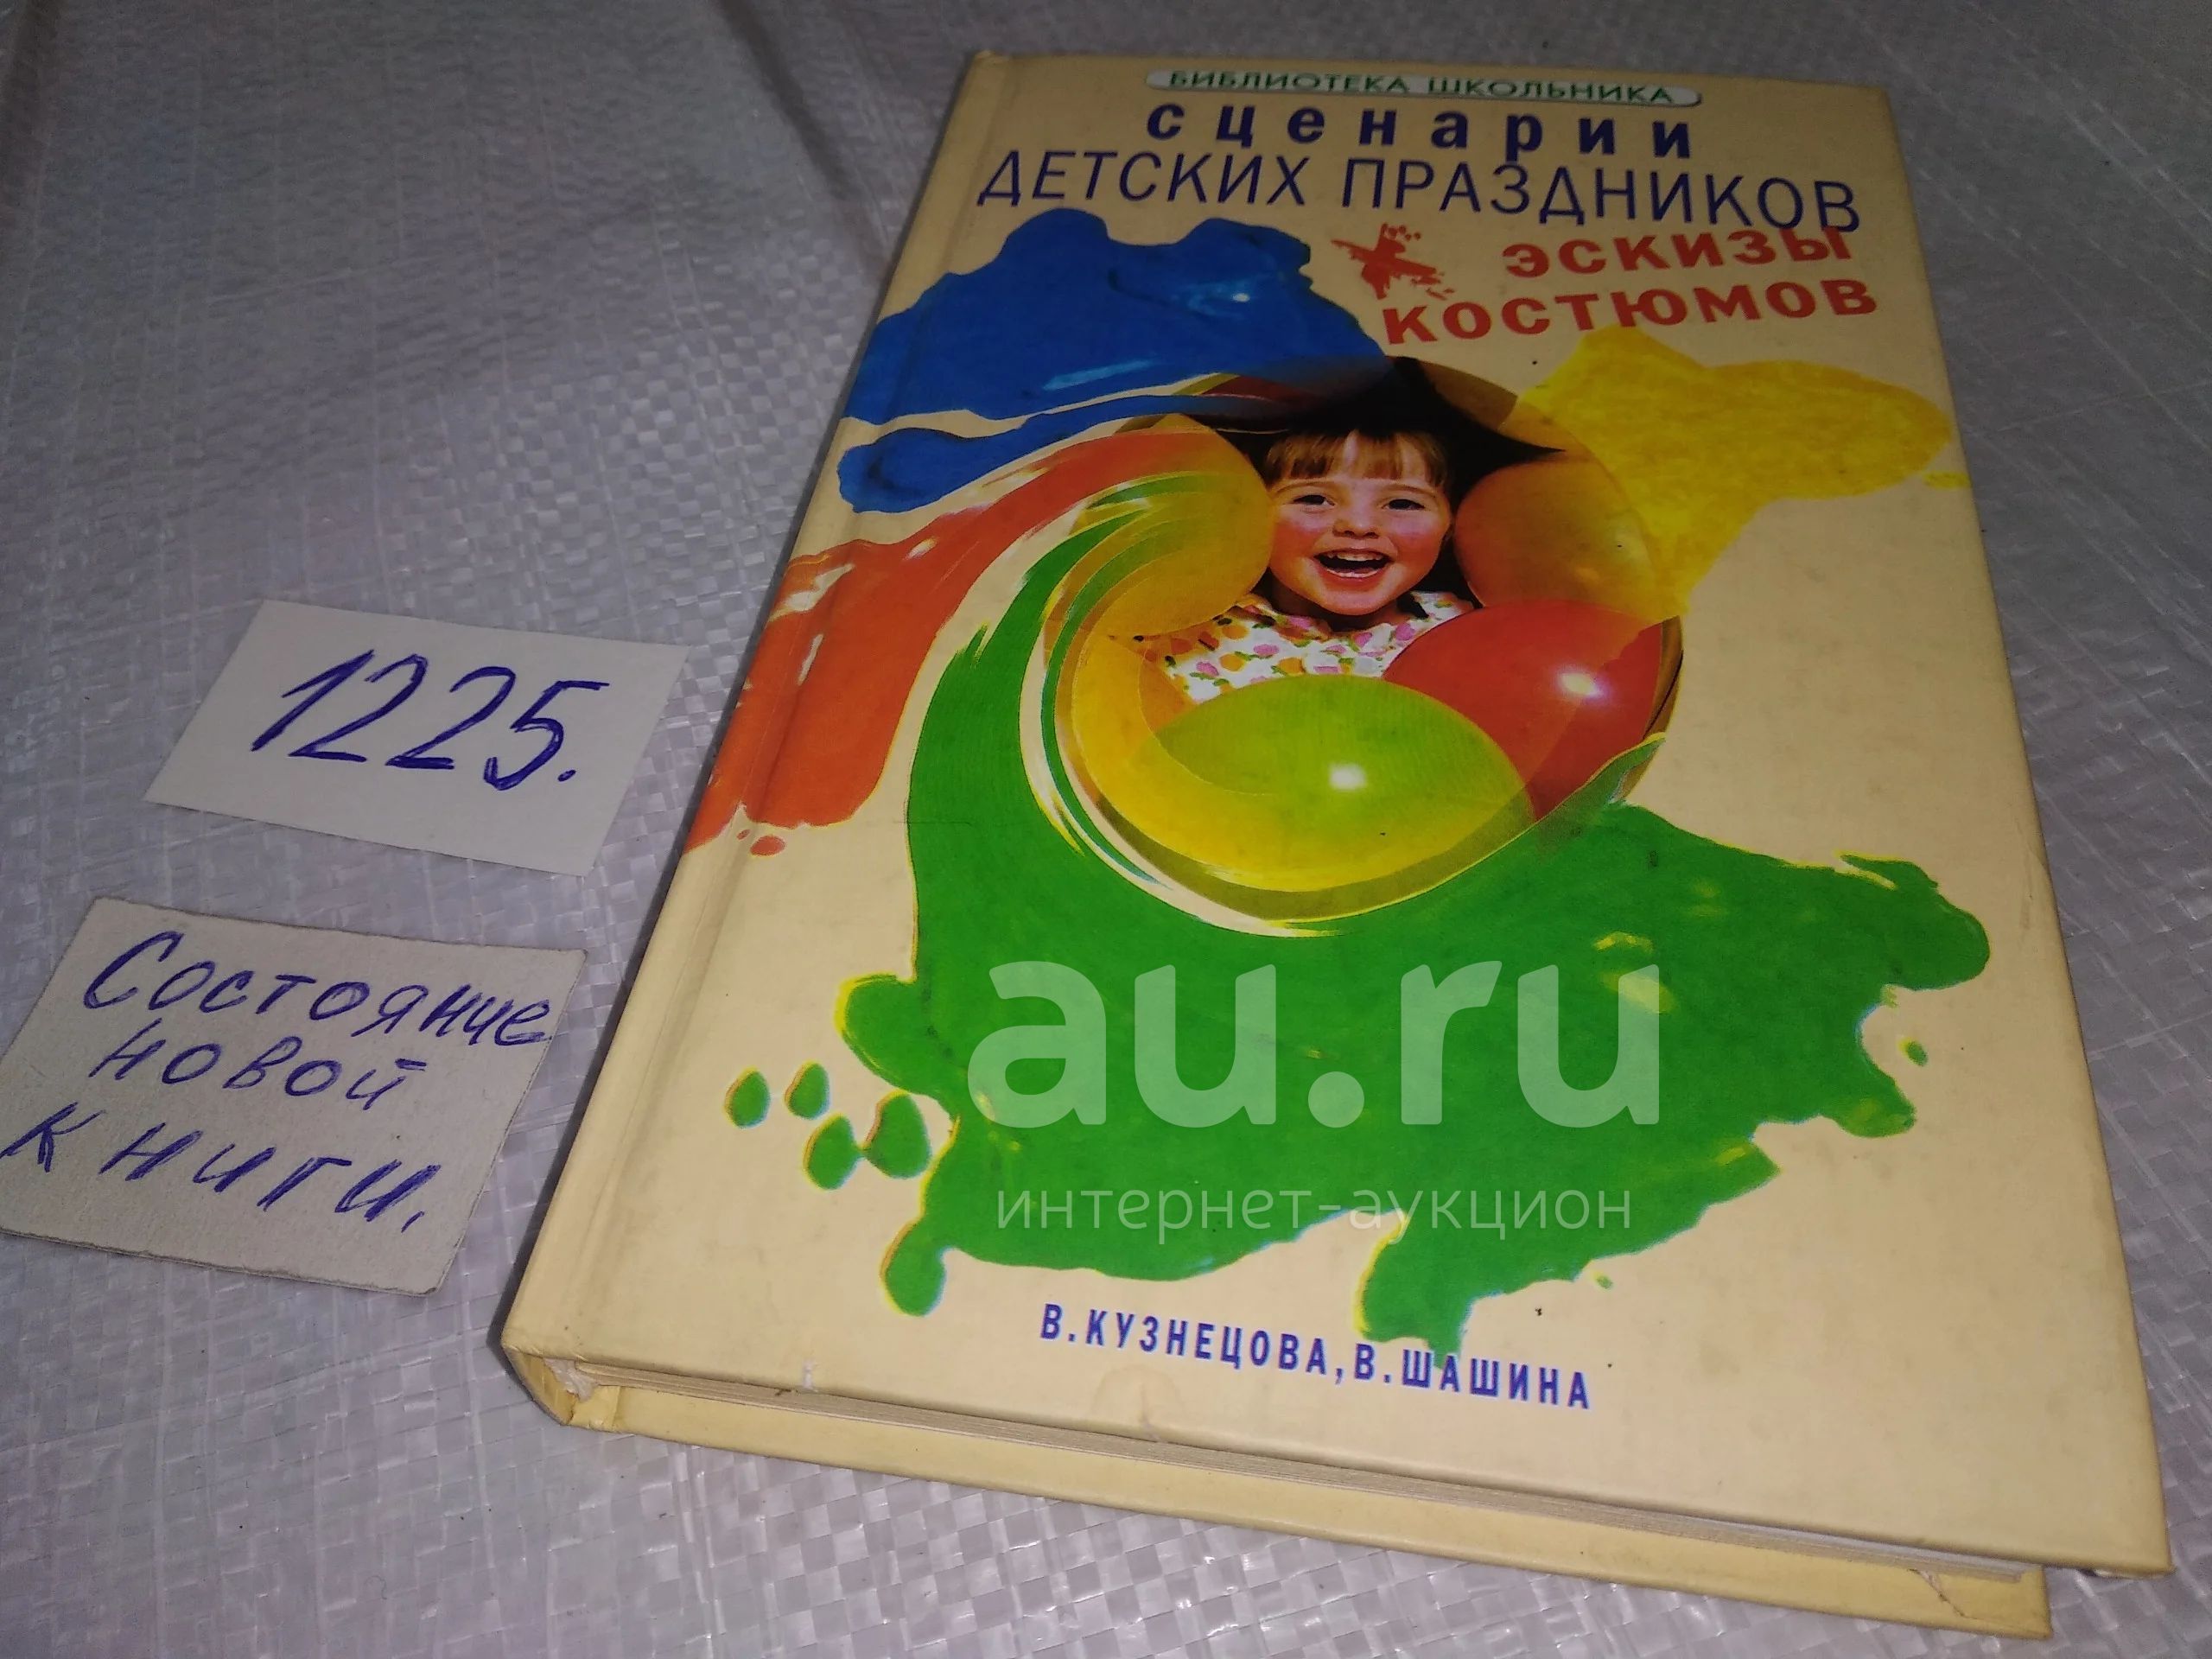 БИБЛИОТЕКА ШКОЛЬНИКА
сценарии
ДЕТСКИХ ПРАЗДНИКОВ
эскизы
костюмов
1225.
Состояние
новой
книги.
au.ru
интернет-аукцион
В.КУЗНЕЦОВА, В.ШАШИНА